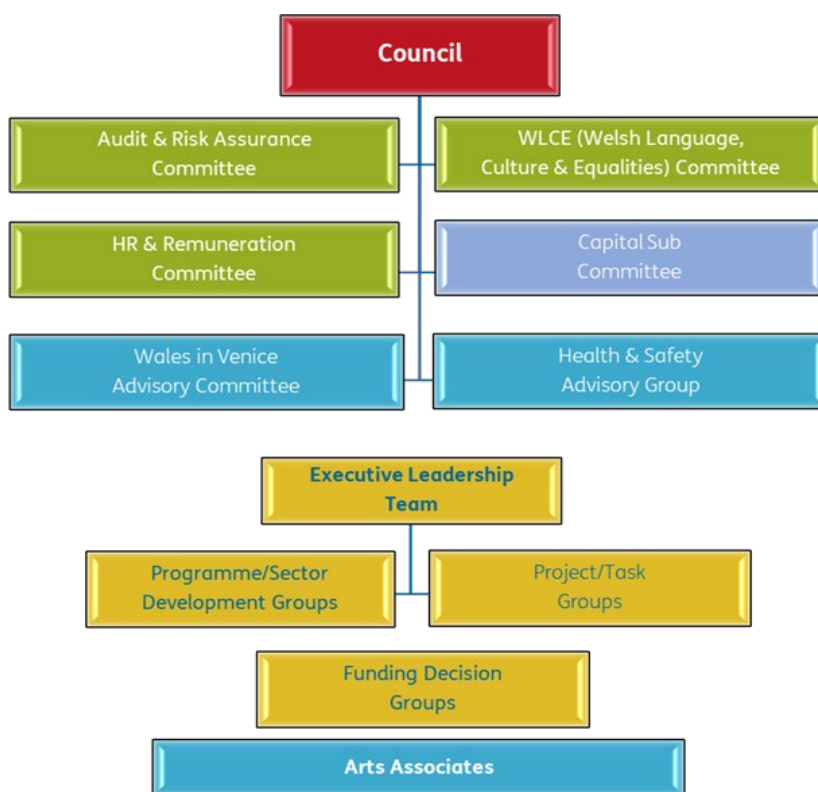 Council
Audit & Risk Assurance
Committee
WLCE (Welsh Language,
Culture & Equalities) Committee
HR & Remuneration
Committee
Capital Sub
Committee
Wales in Venice
Advisory Committee
Health & Safety
Advisory Group
Executive Leadership
Team
Programme/Sector
Development Groups
Project/Task
Groups
Funding Decision
Groups
Arts Associates